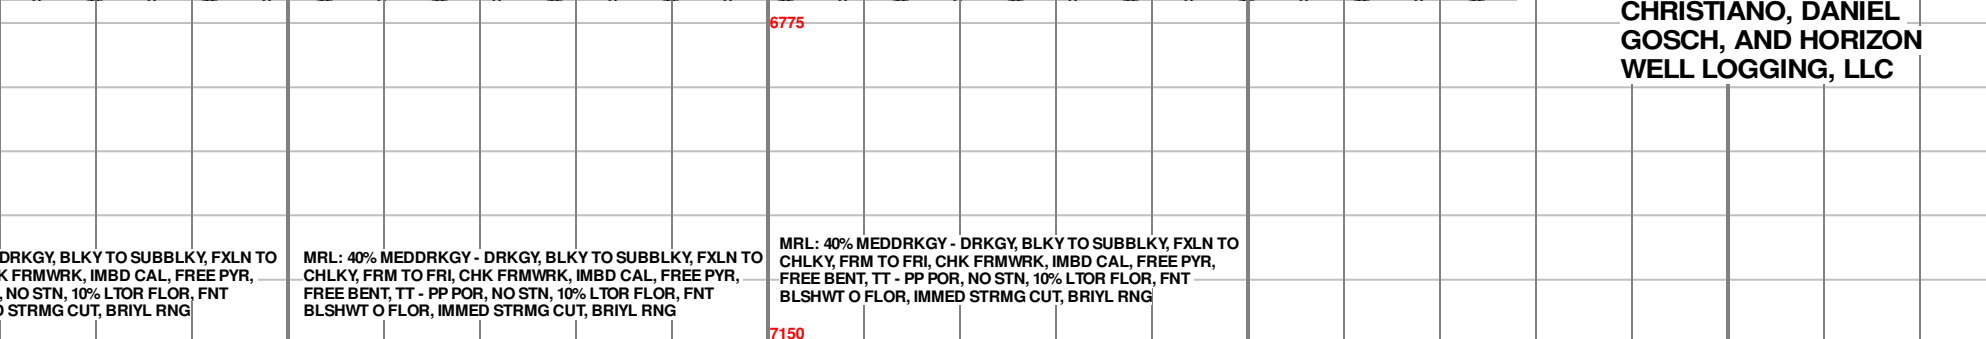 6775
CHRISTIANO, DANIEL
GOSCH, AND HORIZON
WELL LOGGING, LLC
DRKGY, BLKY TO SUBBLKY, FXLN TO
K FRMWRK, IMBD CAL, FREE PYR,
, NO STN, 10% LTOR FLOR, FNT
STRMG CUT, BRIYL RNG
MRL: 40% MEDDRKGY - DRKGY, BLKY TO SUBBLKY, FXLN TO
CHLKY, FRM TO FRI, CHK FRMWRK, IMBD CAL, FREE PYR,
FREE BENT, TT - PP POR, NO STN, 10% LTOR FLOR, FNT
BLSHWT O FLOR, IMMED STRMG CUT, BRIYL RNG
MRL: 40% MEDDRKGY - DRKGY, BLKY TO SUBBLKY, FXLN TO
CHLKY, FRM TO FRI, CHK FRMWRK, IMBD CAL, FREE PYR,
FREE BENT, TT - PP POR, NO STN, 10% LTOR FLOR, FNT
BLSHWT O FLOR, IMMED STRMG CUT, BRIYL RNG
7150